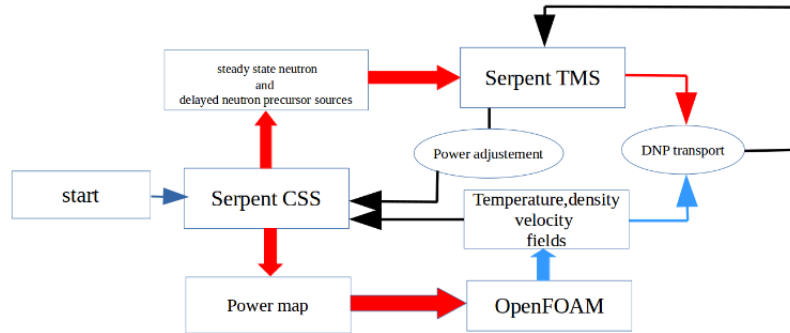 steady state neutron
and
delayed neutron precursor sources
Serpent TMS
Power adjustement
DNP transport
start
Serpent CSS
Temperature,density
velocity
fields
Power map
OpenFOAM